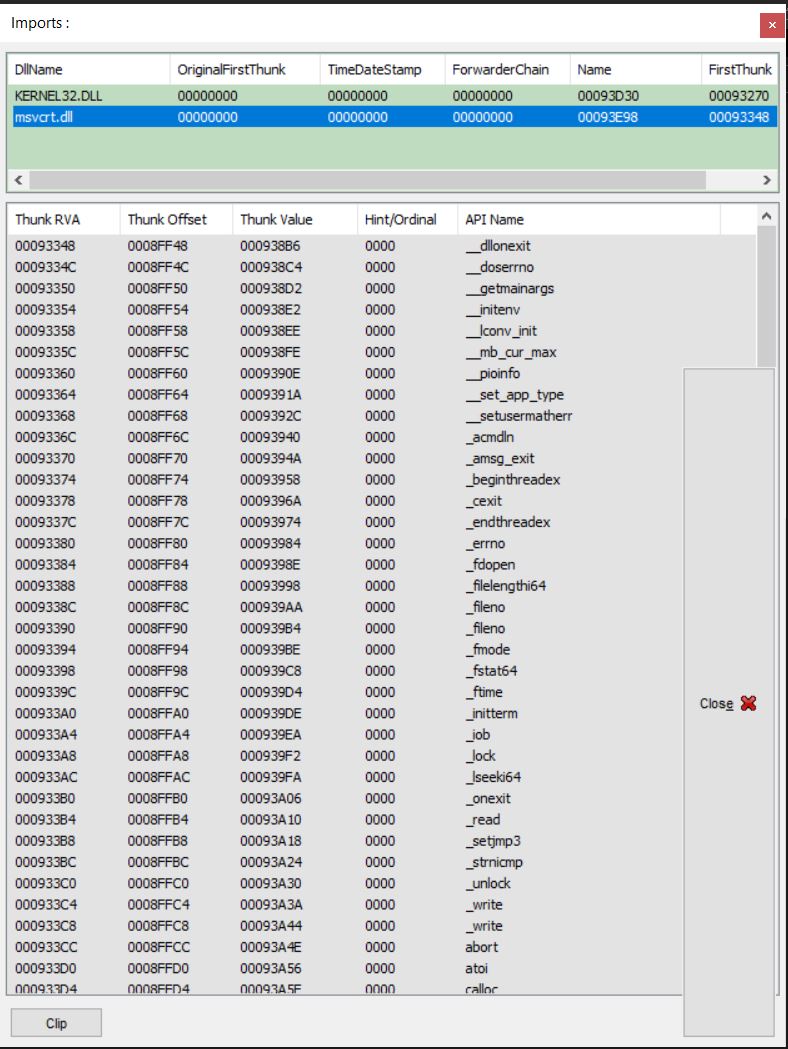 Imports :
DllName OriginalFirstThunk TimeDateStamp ForwarderChain Name FirstThunk
KERNEL32.DLL 00000000 00000000 00000000 00093D30 00093270
msvcrt.dll 00000000 00000000 00000000 00093E98 00093348
Thunk RVA Thunk Offset Thunk Value Hint/Ordinal API Name
00093348 0008FF48 000938B6 0000 __dllonexit
0009334C 0008FF4C 000938C4 0000 __doserrno
00093350 0008FF50 000938D2 0000 __getmainargs
00093354 0008FF54 000938E2 0000 __initenv
00093358 0008FF58 000938EE 0000 __lconv_init
0009335C 0008FF5C 000938FE 0000 __mb_cur_max
00093360 0008FF60 0009390E 0000 __pioinfo
00093364 0008FF64 0009391A 0000 __set_app_type
00093368 0008FF68 0009392C 0000 __setusermatherr
0009336C 0008FF6C 00093940 0000 _acmdln
00093370 0008FF70 0009394A 0000 _amsg_exit
00093374 0008FF74 00093958 0000 _beginthreadex
00093378 0008FF78 0009396A 0000 _cexit
0009337C 0008FF7C 00093974 0000 _endthreadex
00093380 0008FF80 00093984 0000 _errno
00093384 0008FF84 0009398E 0000 _fdopen
00093388 0008FF88 00093998 0000 _filelengthi64
0009338C 0008FF8C 000939AA 0000 _fileno
00093390 0008FF90 000939B4 0000 _fileno
00093394 0008FF94 000939BE 0000 _fmode
00093398 0008FF98 000939C8 0000 _fstat64
0009339C 0008FF9C 000939D4 0000 _ftime
000933A0 0008FFA0 000939DE 0000 _initterm
000933A4 0008FFA4 000939EA 0000 _iob
000933A8 0008FFA8 000939F2 0000 _lock
000933AC 0008FFAC 000939FA 0000 _lseeki64
000933B0 0008FFB0 00093A06 0000 _onexit
000933B4 0008FFB4 00093A10 0000 _read
000933B8 0008FFB8 00093A18 0000 _setjmp3
000933BC 0008FFBC 00093A24 0000 _strnicmp
000933C0 0008FFC0 00093A30 0000 _unlock
000933C4 0008FFC4 00093A3A 0000 _write
000933C8 0008FFC8 00093A44 0000 _write
000933CC 0008FFCC 00093A4E 0000 abort
000933D0 0008FFD0 00093A56 0000 atoi
000933D4 0008FFD4 00093A5E 0000 calloc
Close
Clip